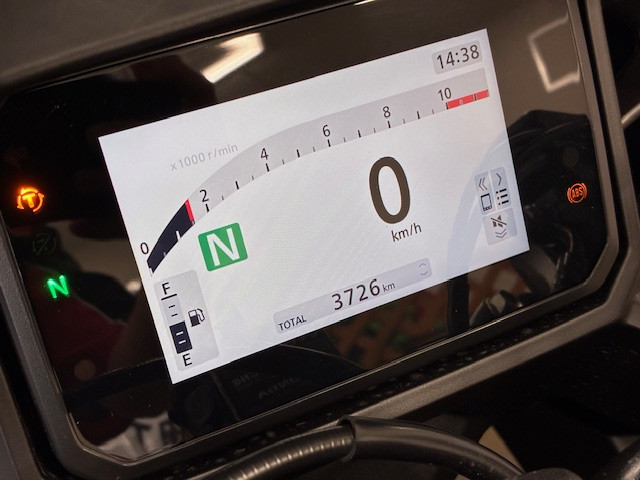 14:38
x1000 r/min
0 2 4 6 8 10
T
ABS
N
N
0
km/h
F
E
TOTAL 3726 km